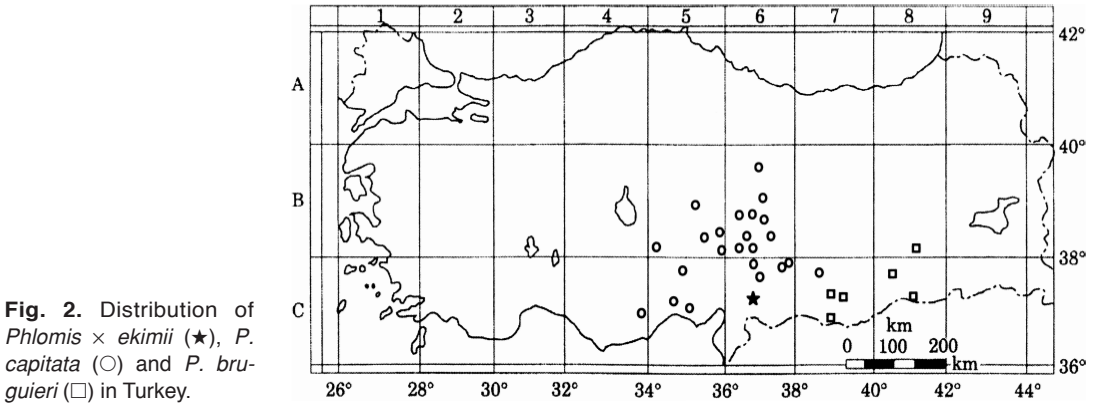 1 2 3 4 5 6 7 8 9
42°
A
40°
B
38°
C
km
0 100 200
km
36°
26° 28° 30° 32° 34° 36° 38° 40° 42° 44°
Fig. 2. Distribution of
Phlomis × ekimii (★), P.
capitata (○) and P. bru-
guieri (□) in Turkey.